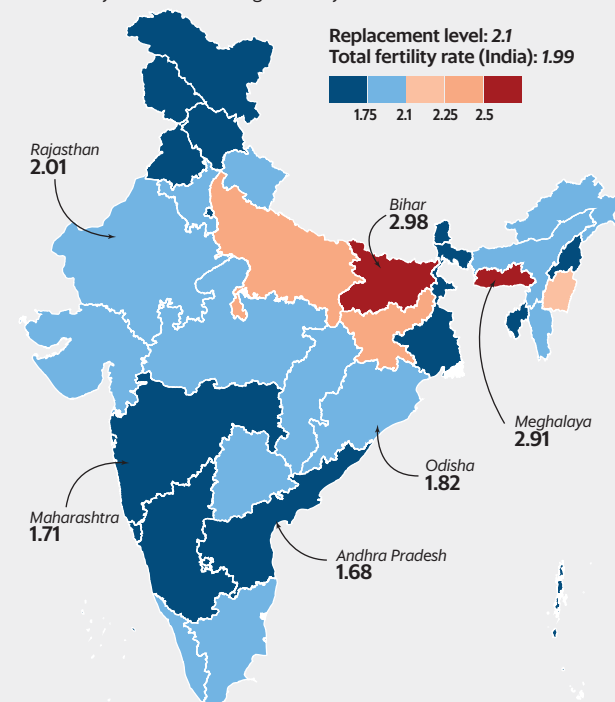 Replacement level: 2.1
Total fertility rate (India): 1.99
1.75 2.1 2.25 2.5
Rajasthan
2.01
Bihar
2.98
Meghalaya
2.91
Odisha
1.82
Maharashtra
1.71
Andhra Pradesh
1.68